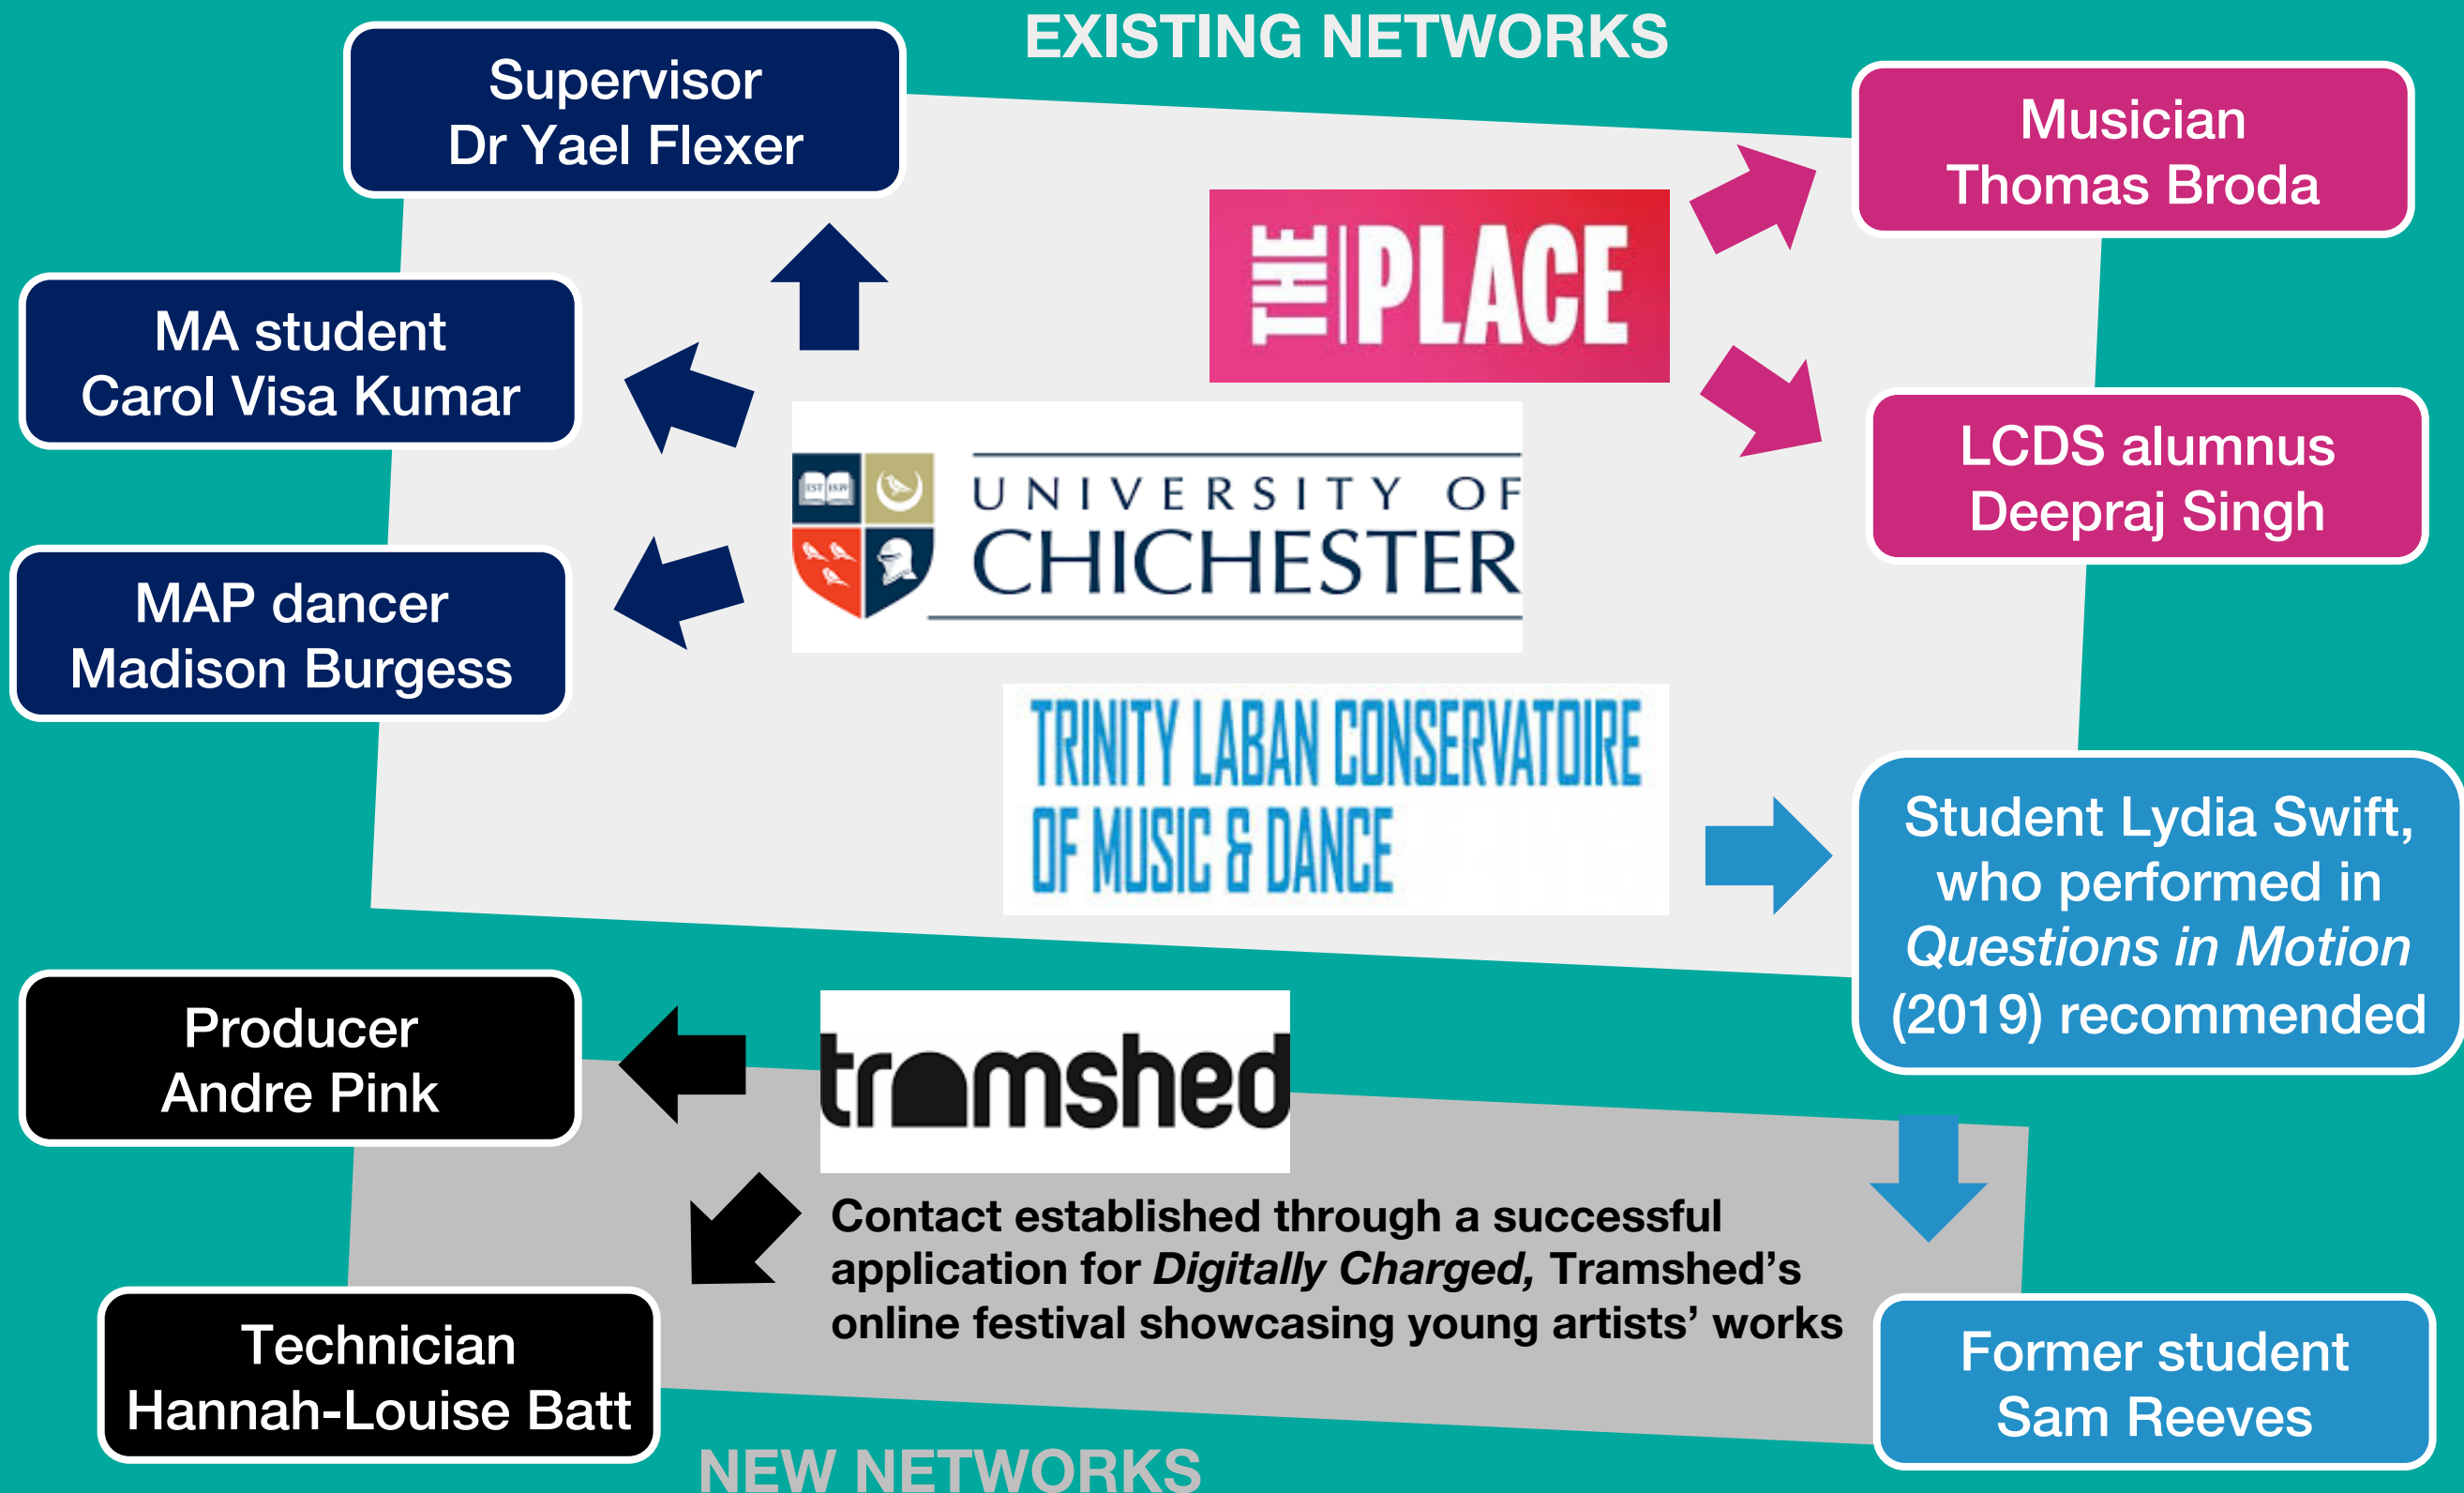 EXISTING NETWORKS
Supervisor
Dr Yael Flexer
Musician
Thomas Broda
THE PLACE
MA student
Carol Visa Kumar
LCDS alumnus
Deepraj Singh
EST 1839
UNIVERSITY OF
CHICHESTER
MAP dancer
Madison Burgess
TRINITY LABAN CONSERVATOIRE
OF MUSIC & DANCE
Student Lydia Swift,
who performed in
Questions in Motion
(2019) recommended
Producer
Andre Pink
tramshed
Contact established through a successful
application for Digitally Charged, Tramshed’s
online festival showcasing young artists’ works
Technician
Hannah-Louise Batt
Former student
Sam Reeves
NEW NETWORKS